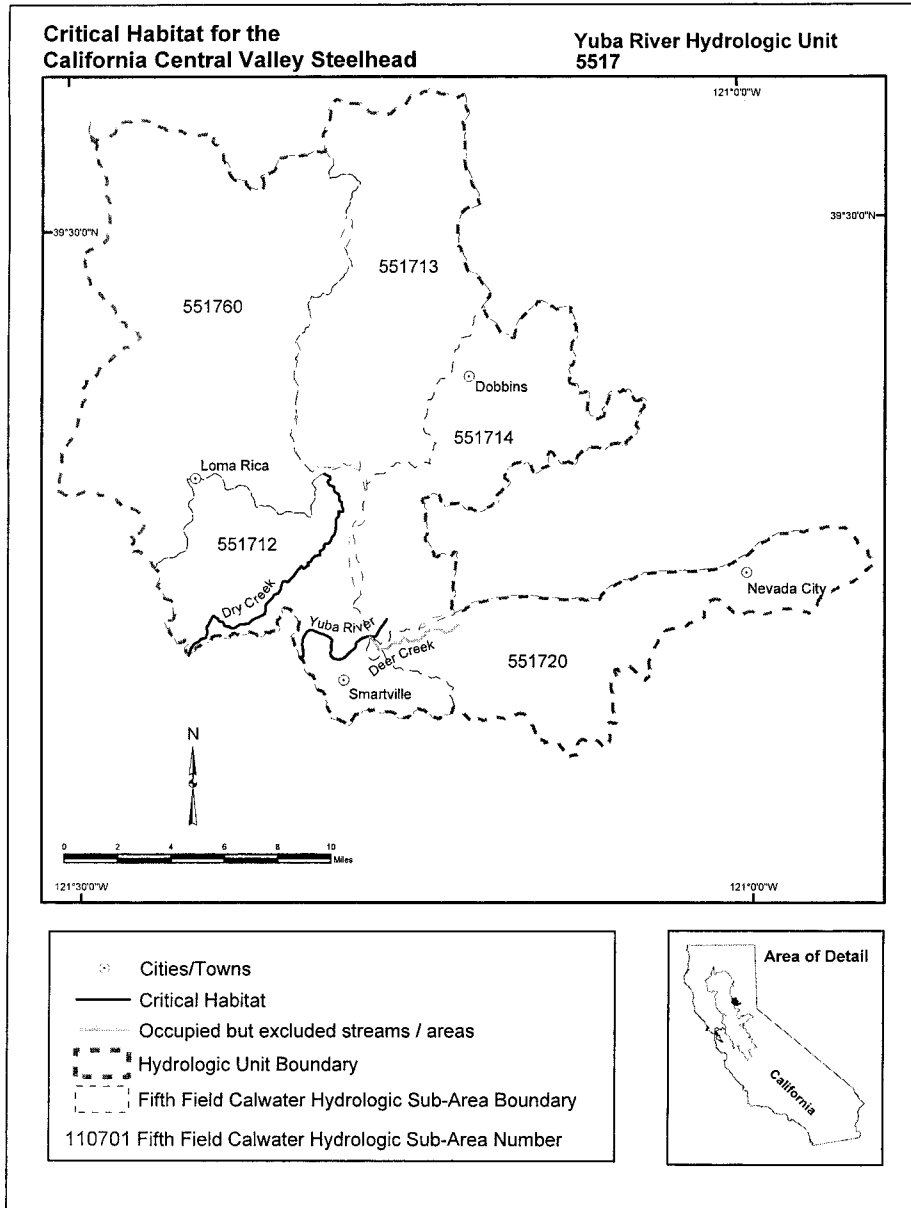 Critical Habitat for the
California Central Valley Steelhead
Yuba River Hydrologic Unit
5517
121°0'0"W
39°30'0"N
39°30'0"N
551713
551760
Dobbins
551714
Loma Rica
551712
Nevada City
Dry Creek
Yuba River
Deer Creek
551720
Smartville
N
0 2 4 6 8 10
Miles
121°30'0"W
121°0'0"W
Cities/Towns
Critical Habitat
Occupied but excluded streams / areas
Hydrologic Unit Boundary
Fifth Field Calwater Hydrologic Sub-Area Boundary
110701 Fifth Field Calwater Hydrologic Sub-Area Number
Area of Detail
California